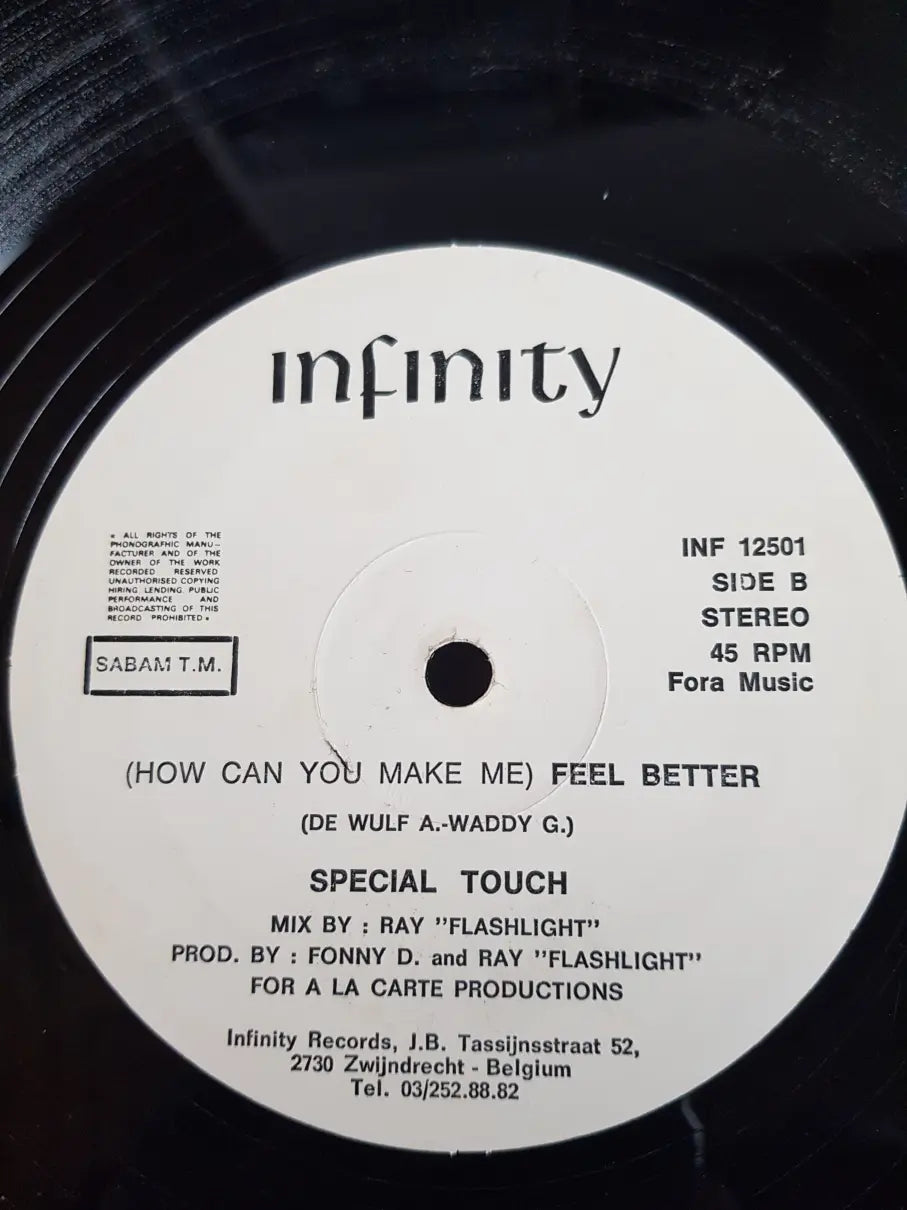 infinity
* ALL RIGHTS OF THE
PHONOGRAFHIC MANU-
FACTURER AND OF THE
OWNER OF THE WORK
RECORDED RESERVED
UNAUTHORISED COPYING
HIRING LENDING PUBLIC
PERFORMANCE AND
BROADCASTING OF THIS
RECORD PROHIBITED *
SABAM T.M.
INF 12501
SIDE B
STEREO
45 RPM
Fora Music
(HOW CAN YOU MAKE ME) FEEL BETTER
(DE WULF A.-WADDY G.)
SPECIAL TOUCH
MIX BY : RAY "FLASHLIGHT"
PROD. BY : FONNY D. and RAY "FLASHLIGHT"
FOR A LA CARTE PRODUCTIONS
Infinity Records, J.B. Tassijnsstraat 52,
2730 Zwijndrecht - Belgium
Tel. 03/252.88.82